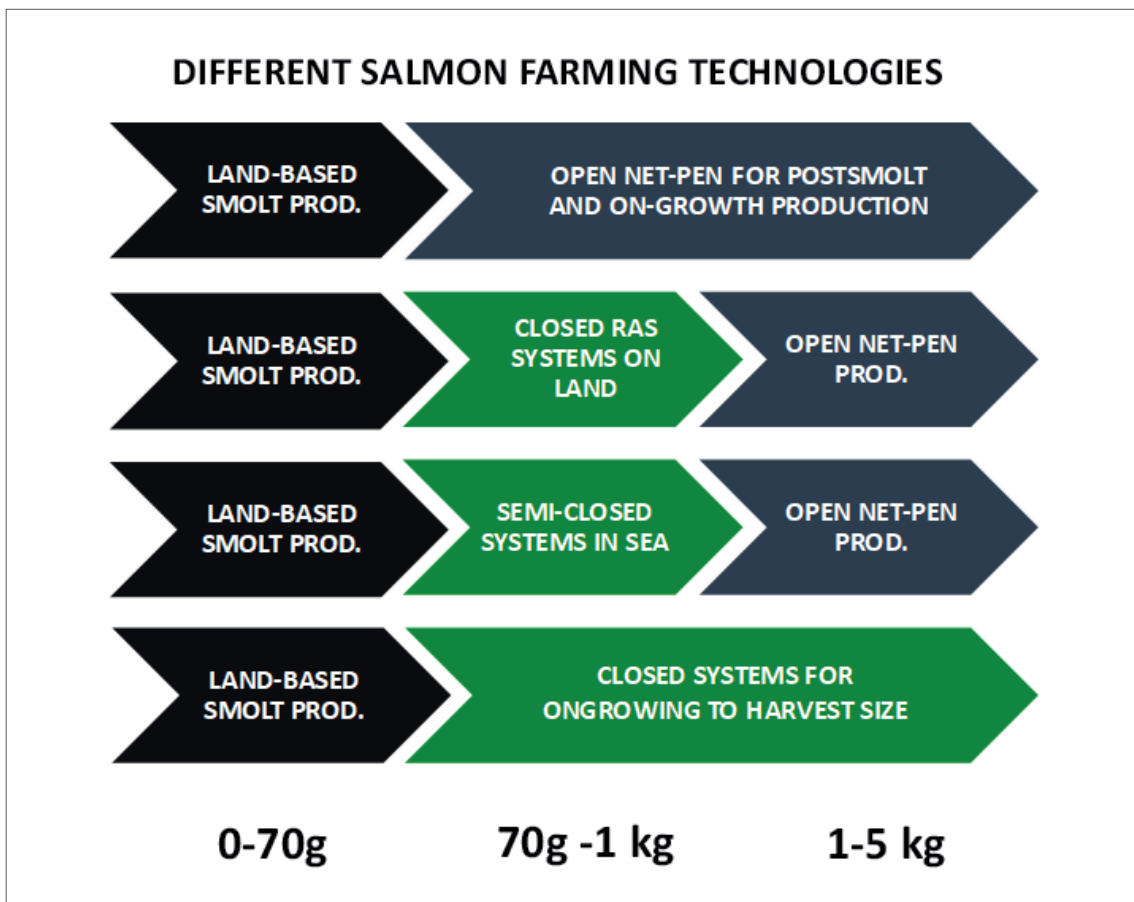 DIFFERENT SALMON FARMING TECHNOLOGIES
LAND-BASED
SMOLT PROD.
OPEN NET-PEN FOR POSTSMOLT
AND ON-GROWTH PRODUCTION
LAND-BASED
SMOLT PROD.
CLOSED RAS
SYSTEMS ON
LAND
OPEN NET-PEN
PROD.
LAND-BASED
SMOLT PROD.
SEMI-CLOSED
SYSTEMS IN SEA
OPEN NET-PEN
PROD.
LAND-BASED
SMOLT PROD.
CLOSED SYSTEMS FOR
ONGROWING TO HARVEST SIZE
0-70g
70g -1 kg
1-5 kg